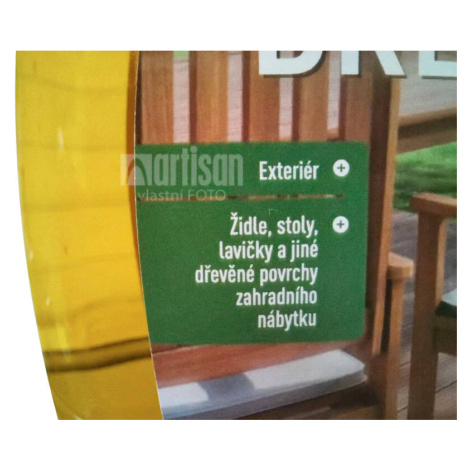 artisan
vlastní FOTO
Exteriér
Židle, stoly,
lavičky a jiné
dřevěné povrchy
zahradního
nábytku